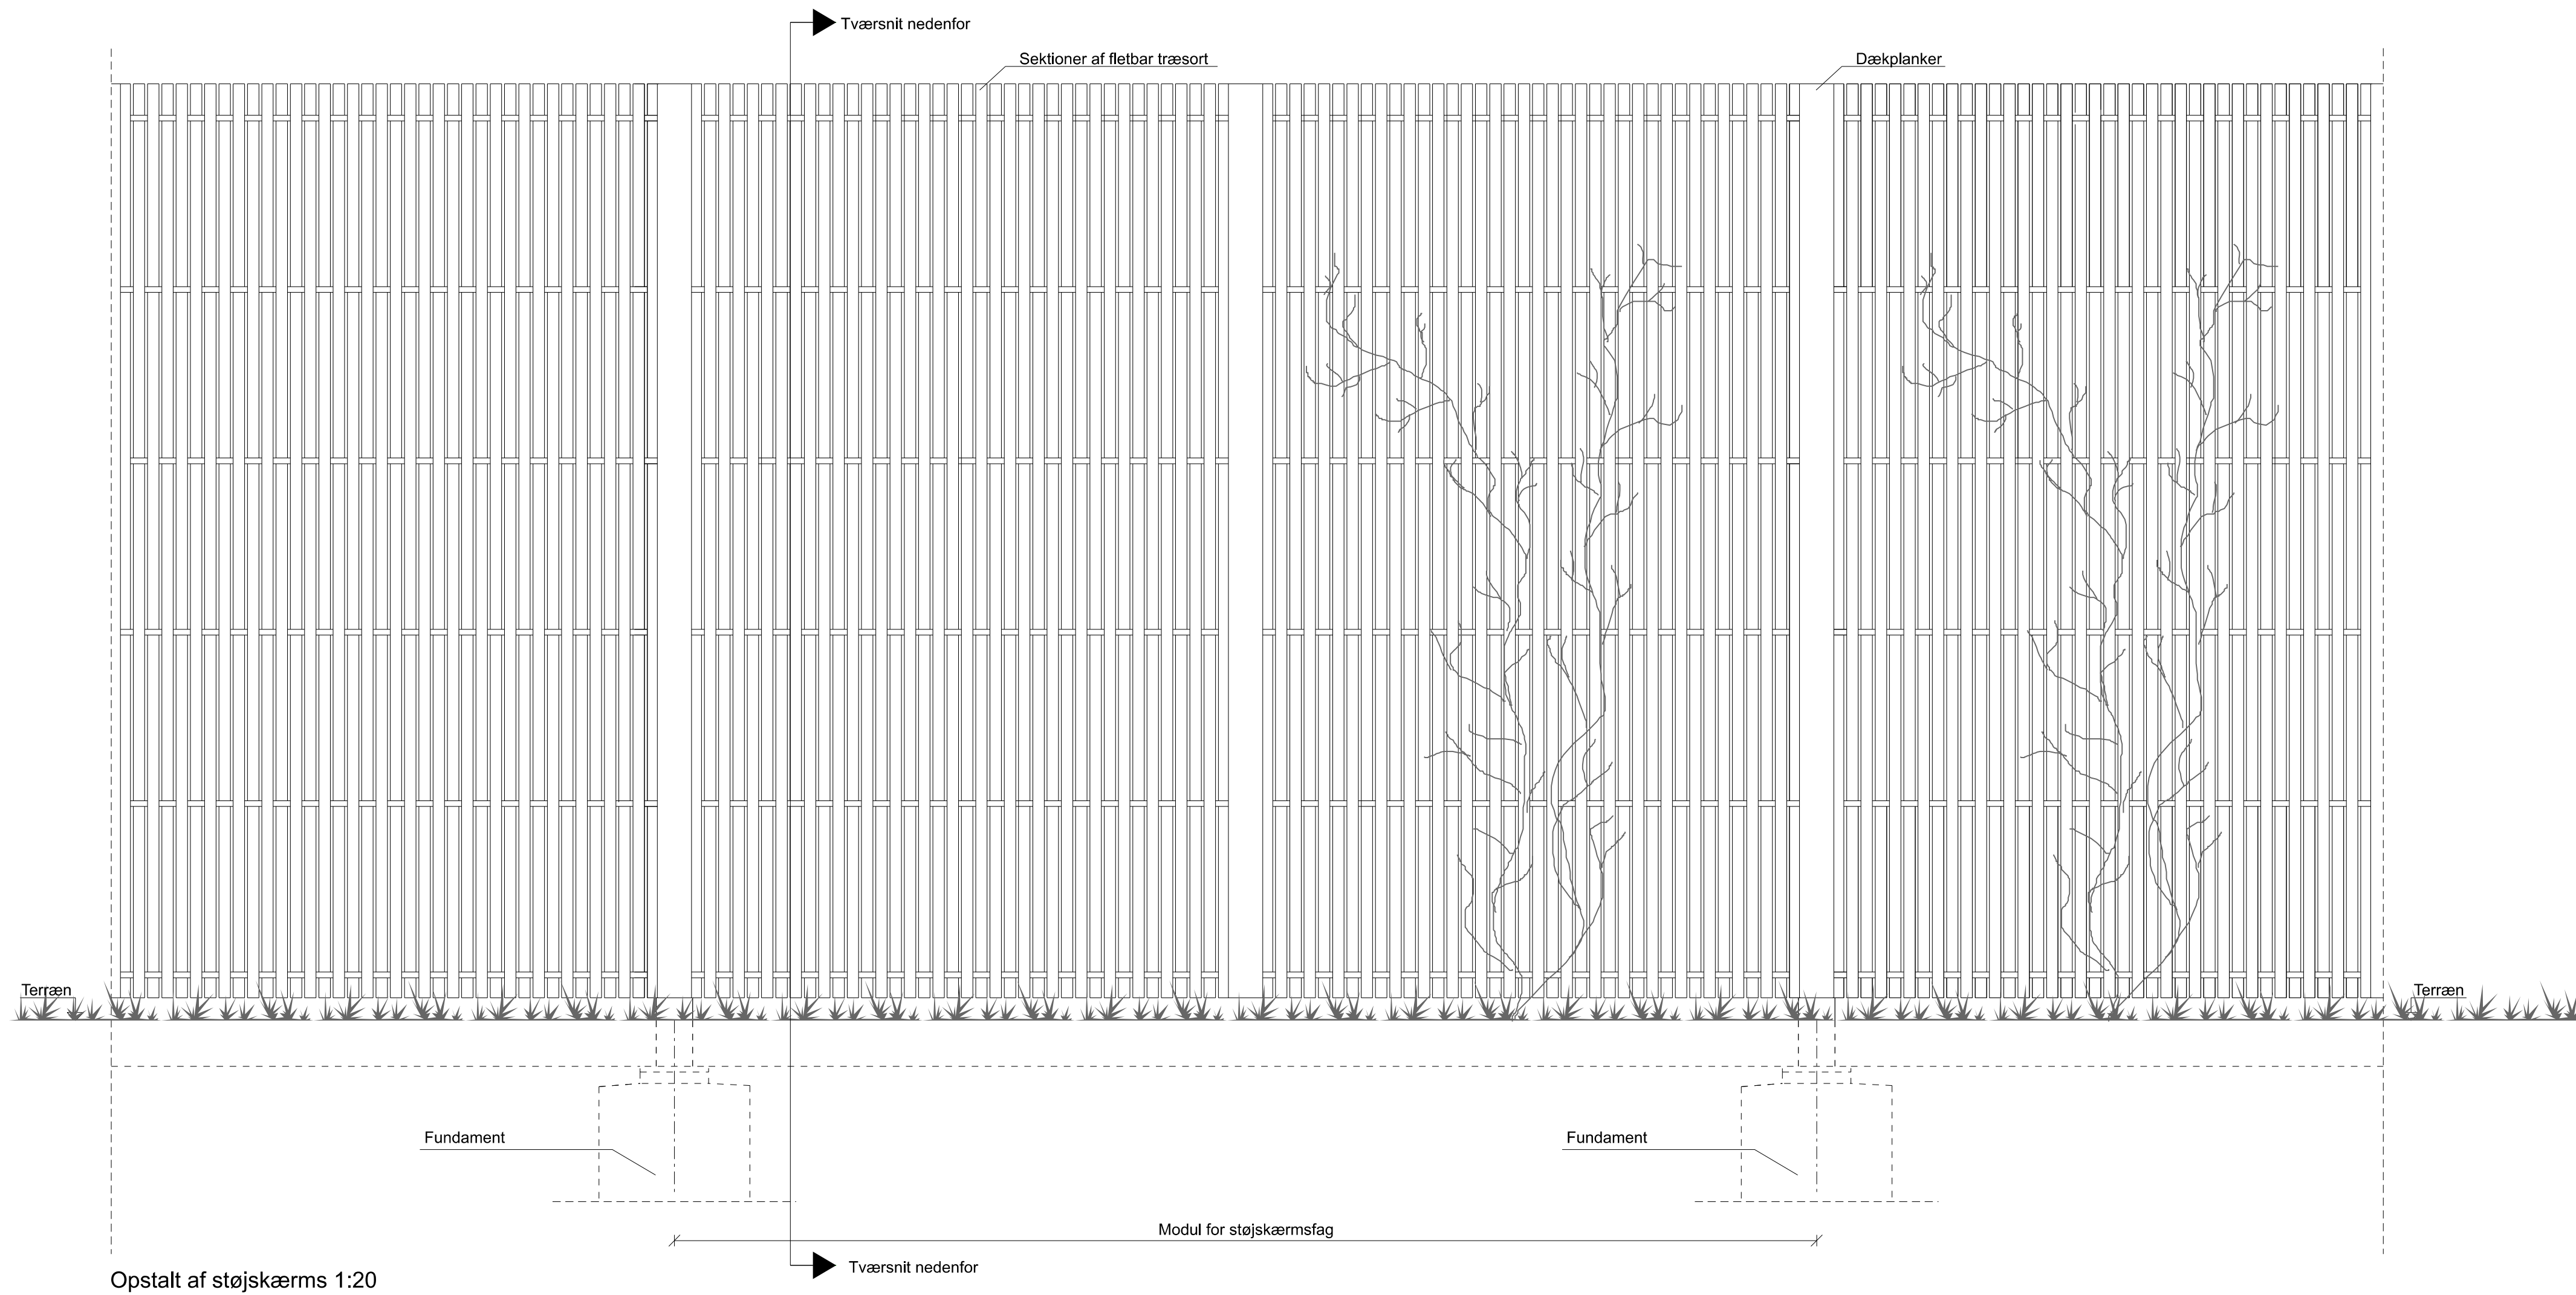 Tværsnit nedenfor
Sektioner af fletbar træsort
Dækplanker
Terræn
Terræn
Fundament
Fundament
Modul for støjskærmsfag
Tværsnit nedenfor
Opstalt af støjskærms 1:20